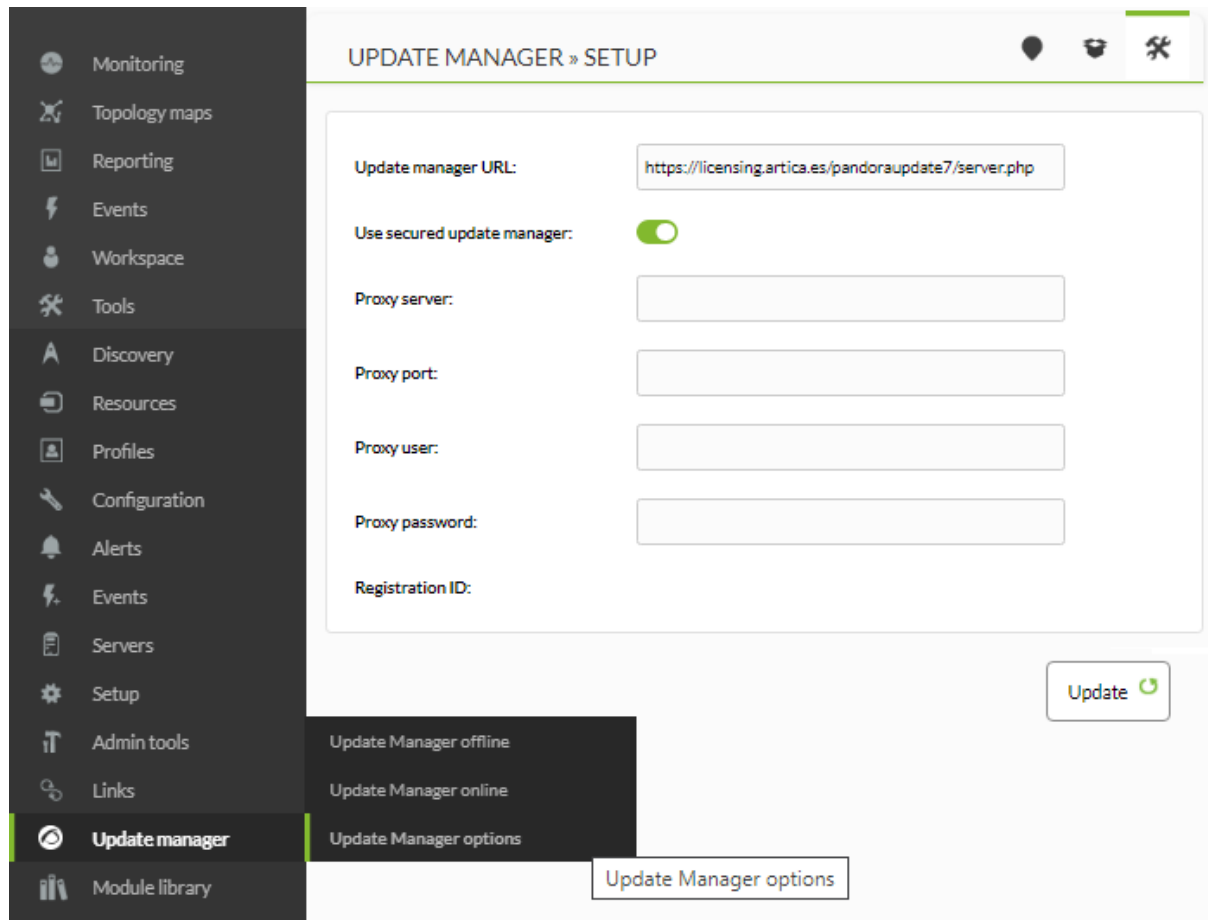 Monitoring
Topology maps
Reporting
Events
Workspace
Tools
Discovery
Resources
Profiles
Configuration
Alerts
Events
Servers
Setup
Admin tools
Links
Update manager
Module library
UPDATE MANAGER » SETUP
Update manager URL: https://licensing.artica.es/pandoraupdate7/server.php
Use secured update manager:
Proxy server:
Proxy port:
Proxy user:
Proxy password:
Registration ID:
Update
Update Manager offline
Update Manager online
Update Manager options
Update Manager options